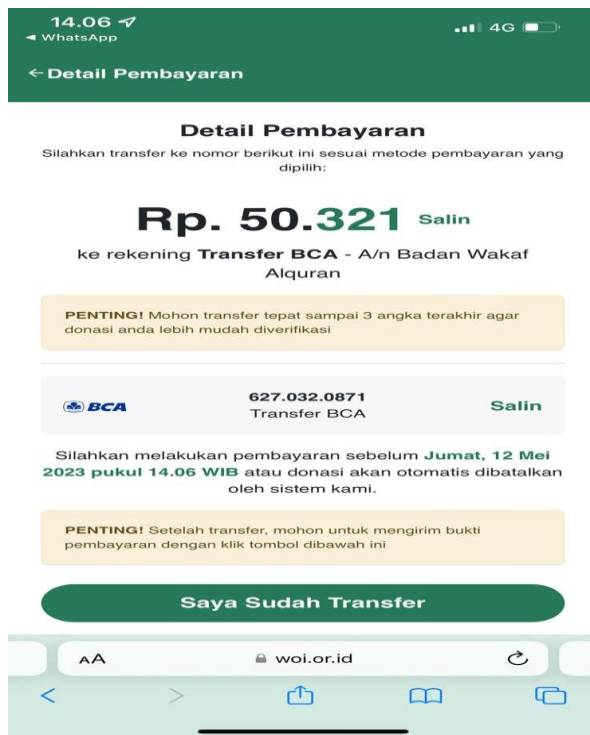 14.06
WhatsApp
4G
Detail Pembayaran
Detail Pembayaran
Silahkan transfer ke nomor berikut ini sesuai metode pembayaran yang
dipilih:
Rp. 50.321 Salin
ke rekening Transfer BCA - A/n Badan Wakaf
Alquran
PENTING! Mohon transfer tepat sampai 3 angka terakhir agar
donasi anda lebih mudah diverifikasi
BCA
627.032.0871
Transfer BCA
Salin
Silahkan melakukan pembayaran sebelum Jumat, 12 Mei
2023 pukul 14.06 WIB atau donasi akan otomatis dibatalkan
oleh sistem kami.
PENTING! Setelah transfer, mohon untuk mengirim bukti
pembayaran dengan klik tombol dibawah ini
Saya Sudah Transfer
AA
woi.or.id